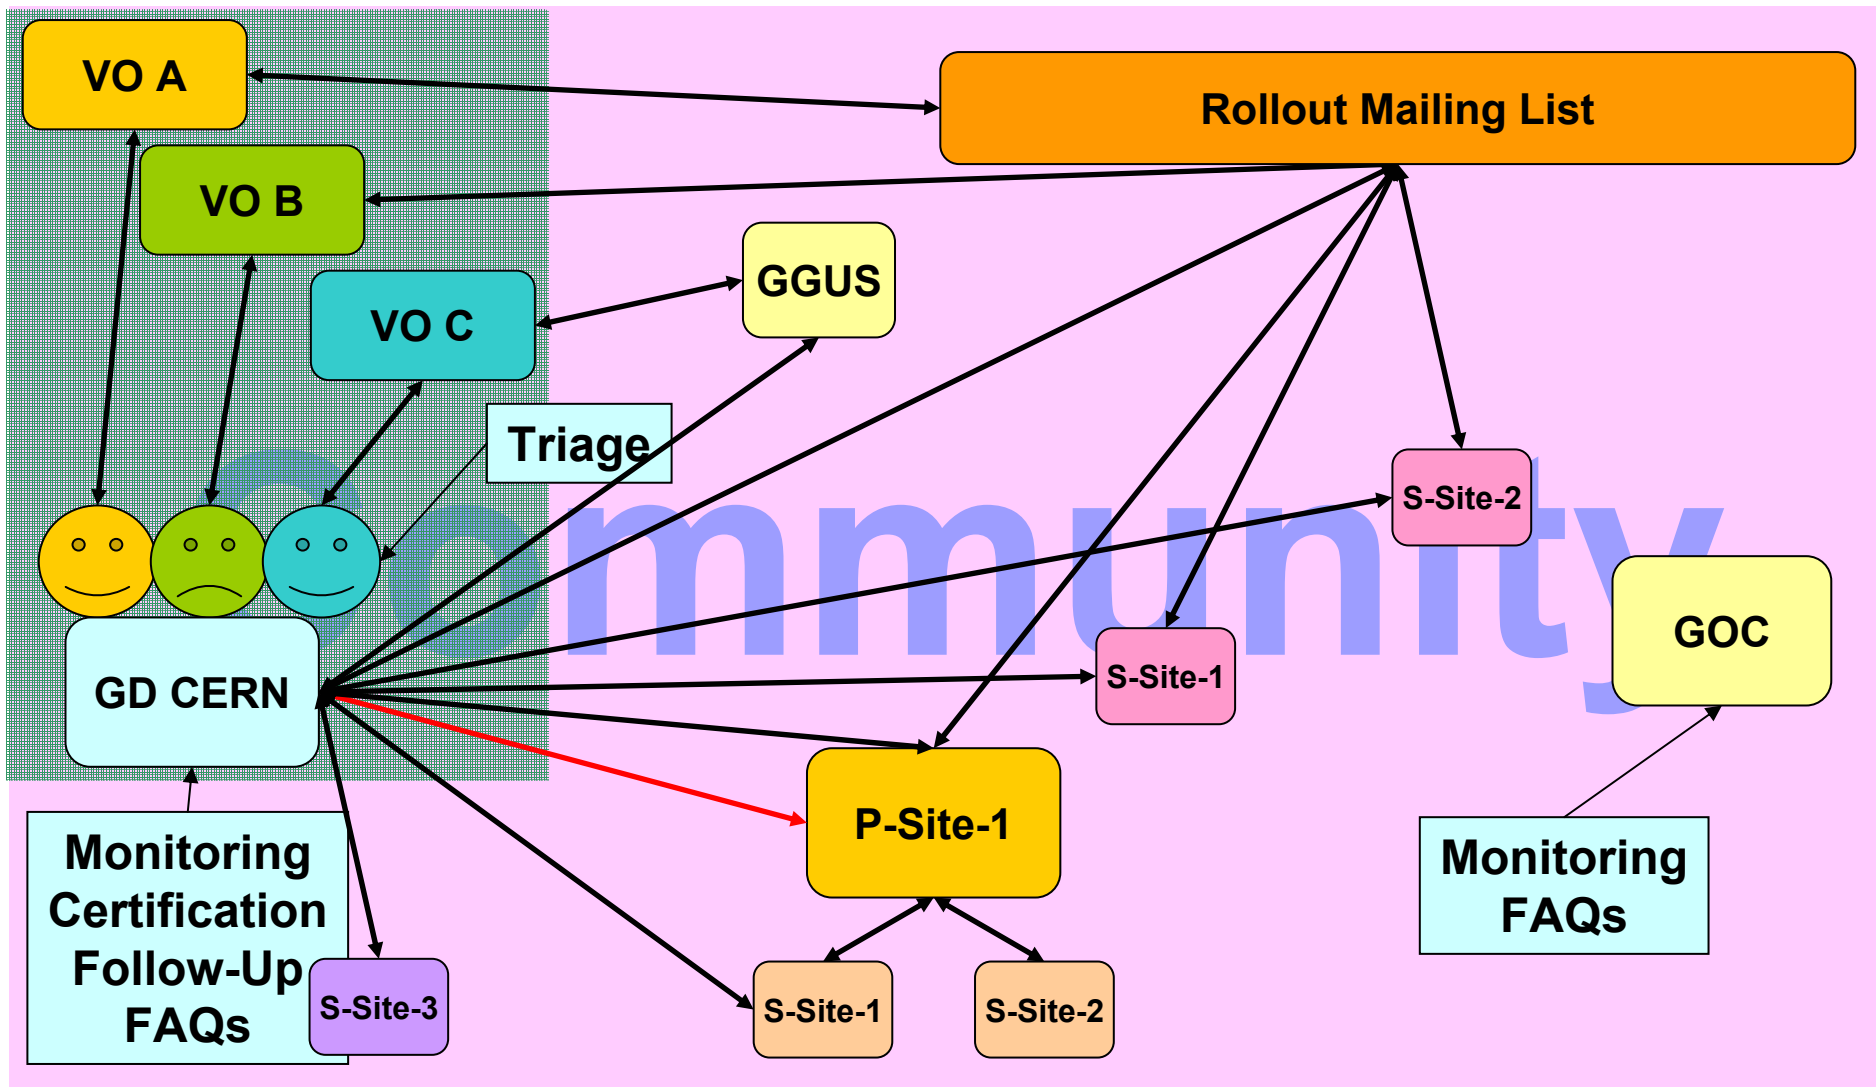 VO A
Rollout Mailing List
VO B
GGUS
VO C
Triage
S-Site-2
Community
GOC
S-Site-1
GD CERN
P-Site-1
Monitoring
Certification
Follow-Up
FAQs
Monitoring
FAQs
S-Site-3
S-Site-1
S-Site-2